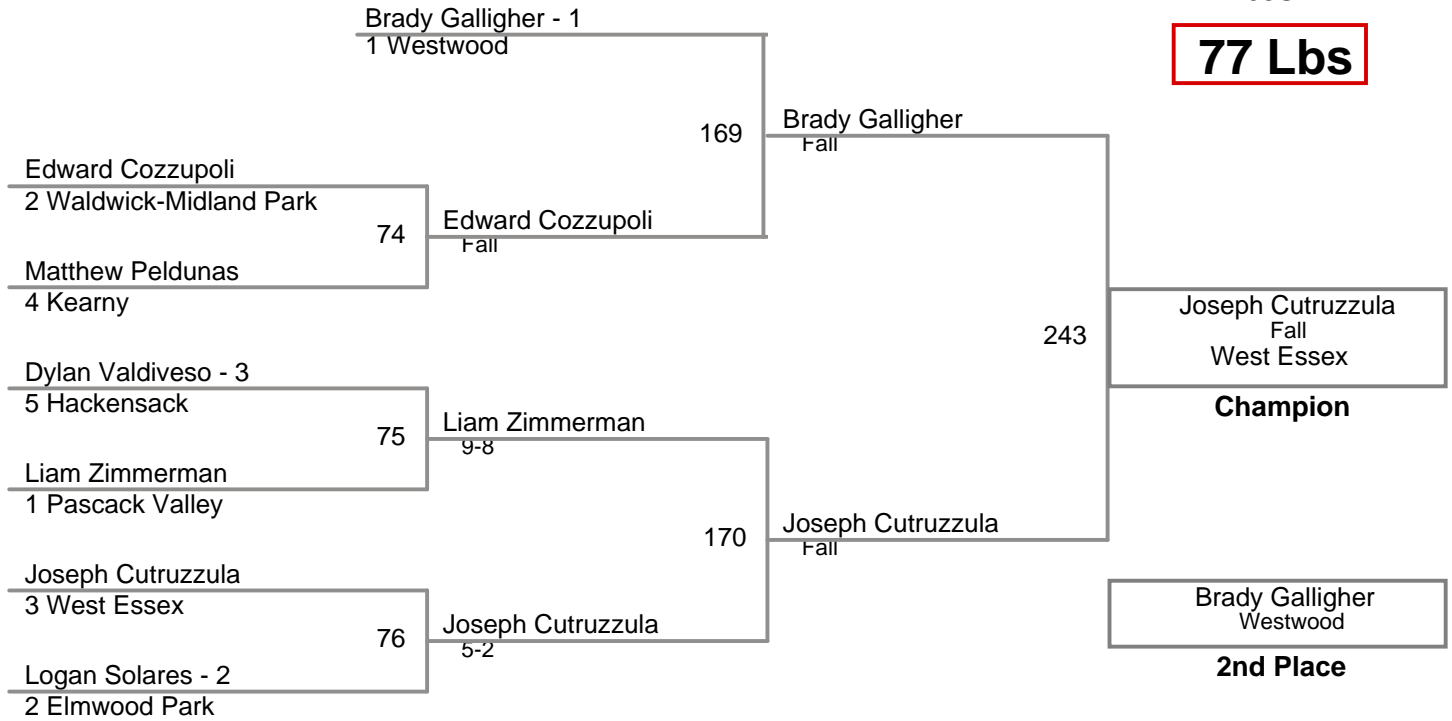 Brady Galligher - 1
1 Westwood
77 Lbs
169
Brady Galligher
Fall
Edward Cozzupoli
2 Waldwick-Midland Park
74
Edward Cozzupoli
Fall
Matthew Peldunas
4 Kearny
243
Joseph Cutruzzula
Fall
West Essex
Champion
Dylan Valdiveso - 3
5 Hackensack
75
Liam Zimmerman
9-8
Liam Zimmerman
1 Pascack Valley
170
Joseph Cutruzzula
Fall
Joseph Cutruzzula
3 West Essex
76
Joseph Cutruzzula
5-2
Logan Solares - 2
2 Elmwood Park
Brady Galligher
Westwood
2nd Place